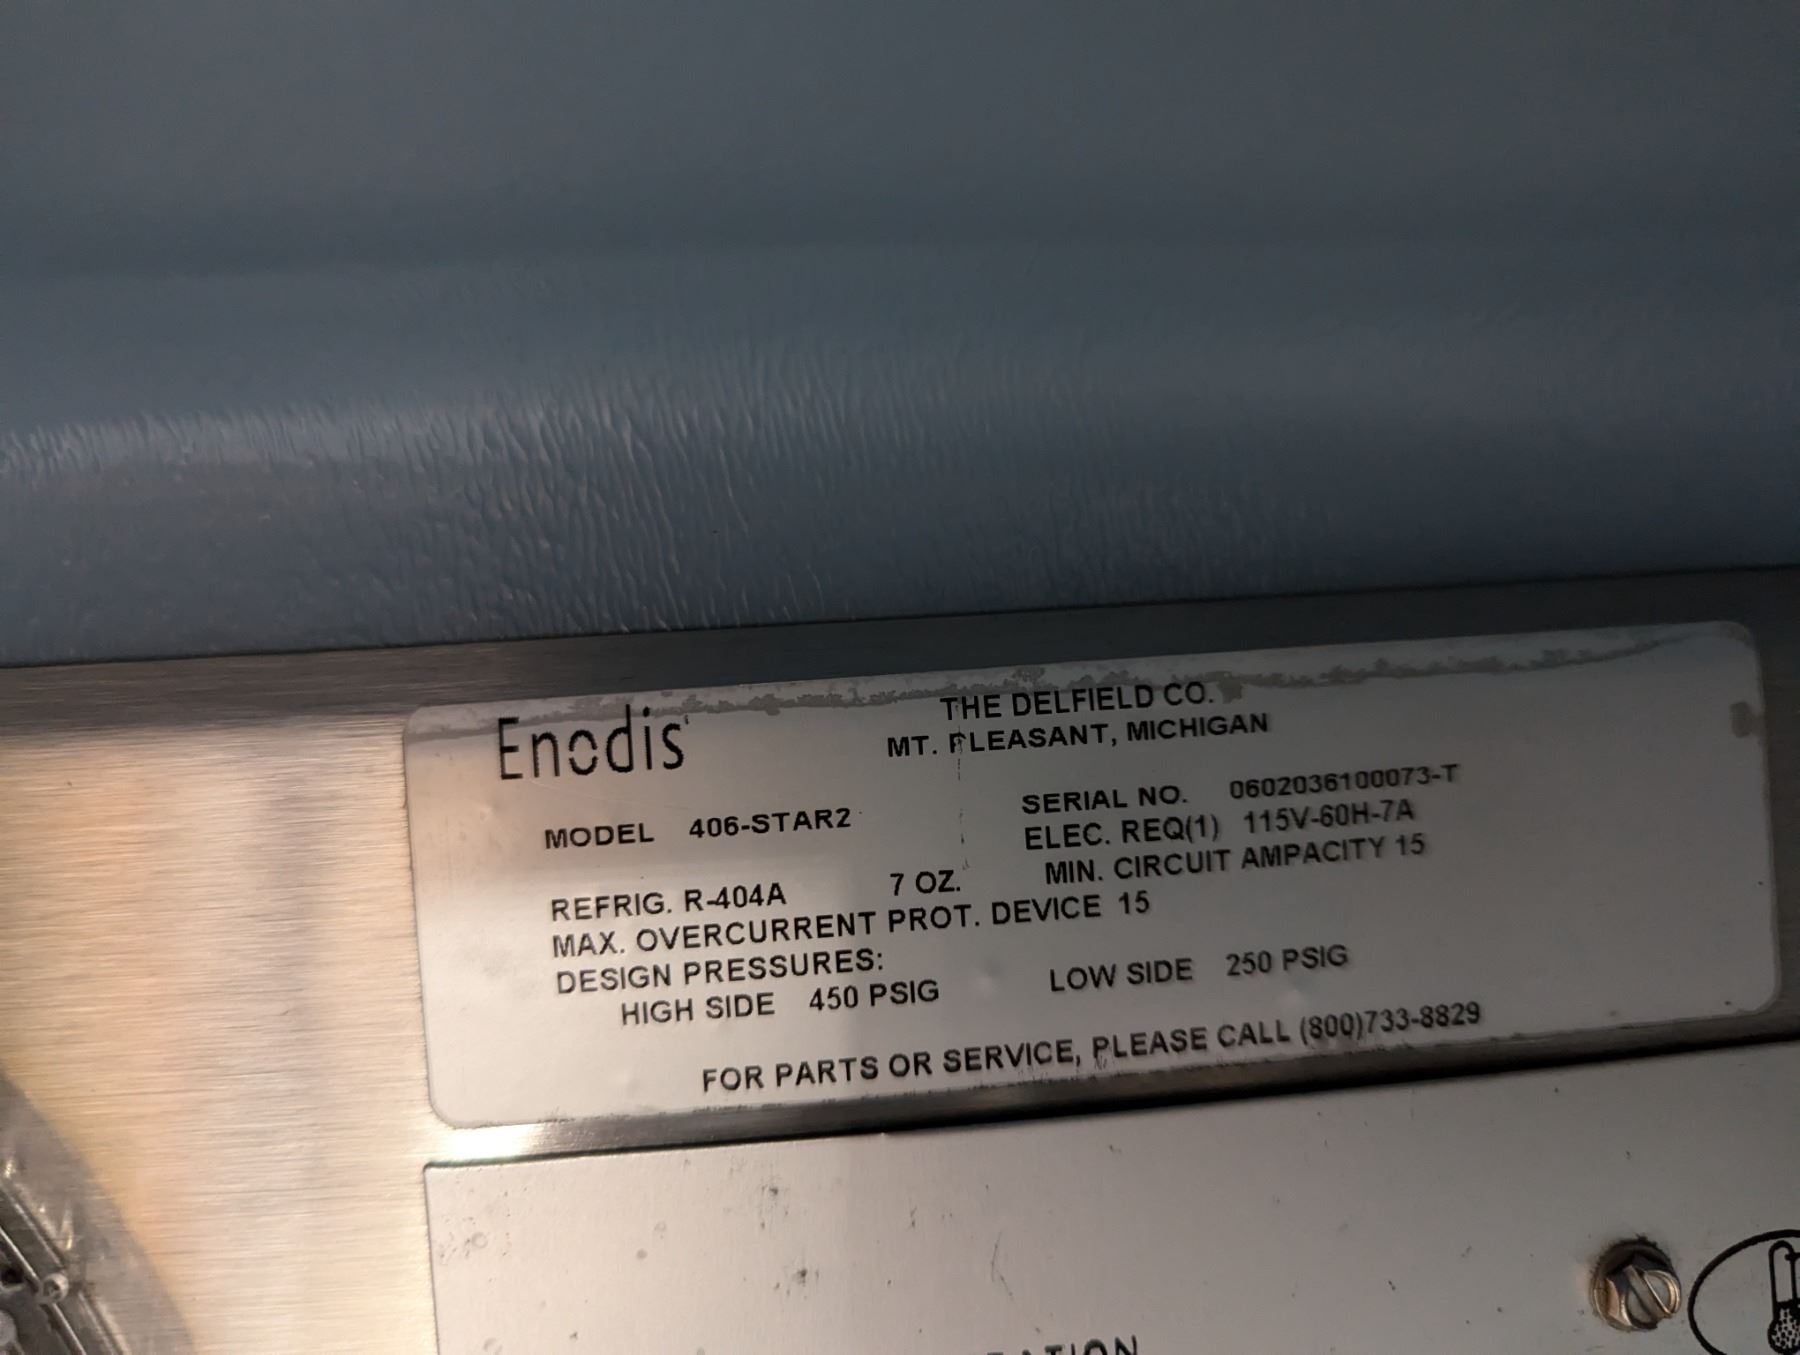 Enodis
THE DELFIELD CO.
MT. PLEASANT, MICHIGAN
MODEL 406-STAR2
SERIAL NO. 0602036100073-T
ELEC. REQ(1) 115V-60H-7A
REFRIG. R-404A 7 OZ. MIN. CIRCUIT AMPACITY 15
MAX. OVERCURRENT PROT. DEVICE 15
DESIGN PRESSURES:
HIGH SIDE 450 PSIG LOW SIDE 250 PSIG
FOR PARTS OR SERVICE, PLEASE CALL (800)733-8829